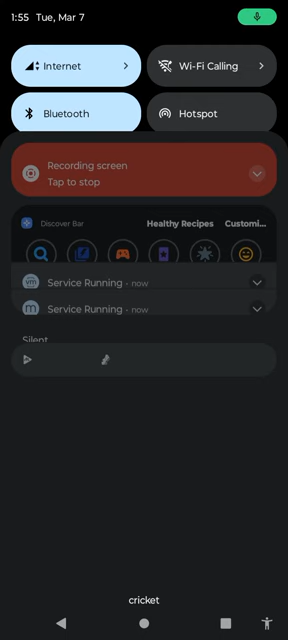 1:55 Tue, Mar 7
Internet
Wi-Fi Calling
Bluetooth
Hotspot
Recording screen
Tap to stop
Discover Bar Healthy Recipes Customi...
Service Running · now
Service Running · now
Silent
cricket